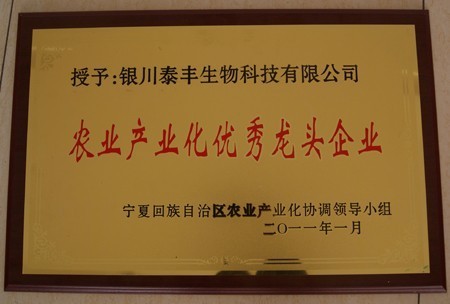 授予:银川泰丰生物科技有限公司
农业产业化优秀龙头企业
宁夏回族自治区农业产业化协调领导小组
二〇一一年一月